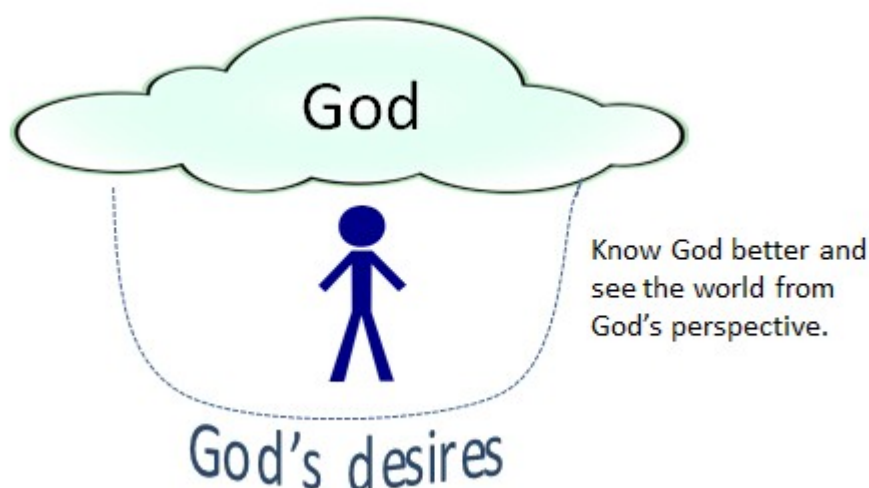 God
Know God better and
see the world from
God’s perspective.
God’s desires